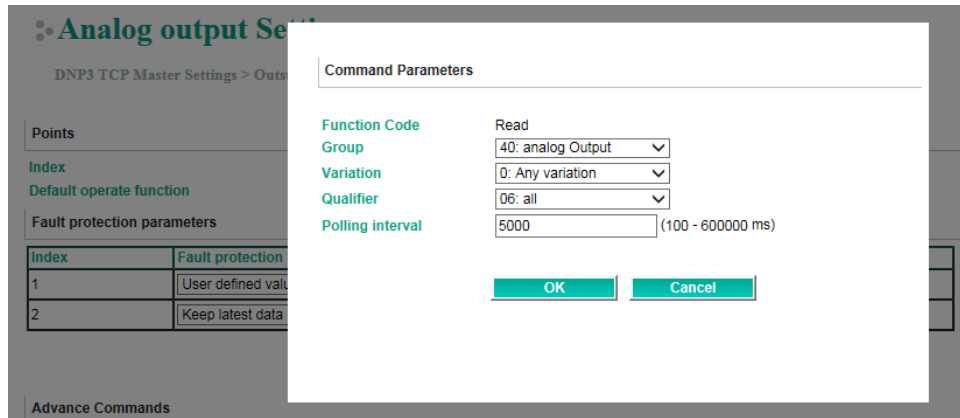 Analog output Se
DNP3 TCP Master Settings > Outs
Points
Index
Default operate function
Fault protection parameters
Index Fault protection
1 User defined valu
2 Keep latest data
Advance Commands
Command Parameters
Function Code Read
Group 40: analog Output
Variation 0: Any variation
Qualifier 06: all
Polling interval 5000 (100 - 600000 ms)
OK Cancel